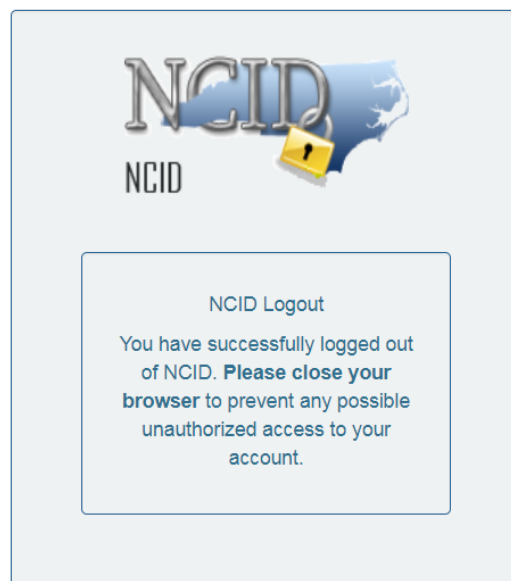 NCID
NCID
NCID Logout
You have successfully logged out
of NCID. Please close your
browser to prevent any possible
unauthorized access to your
account.